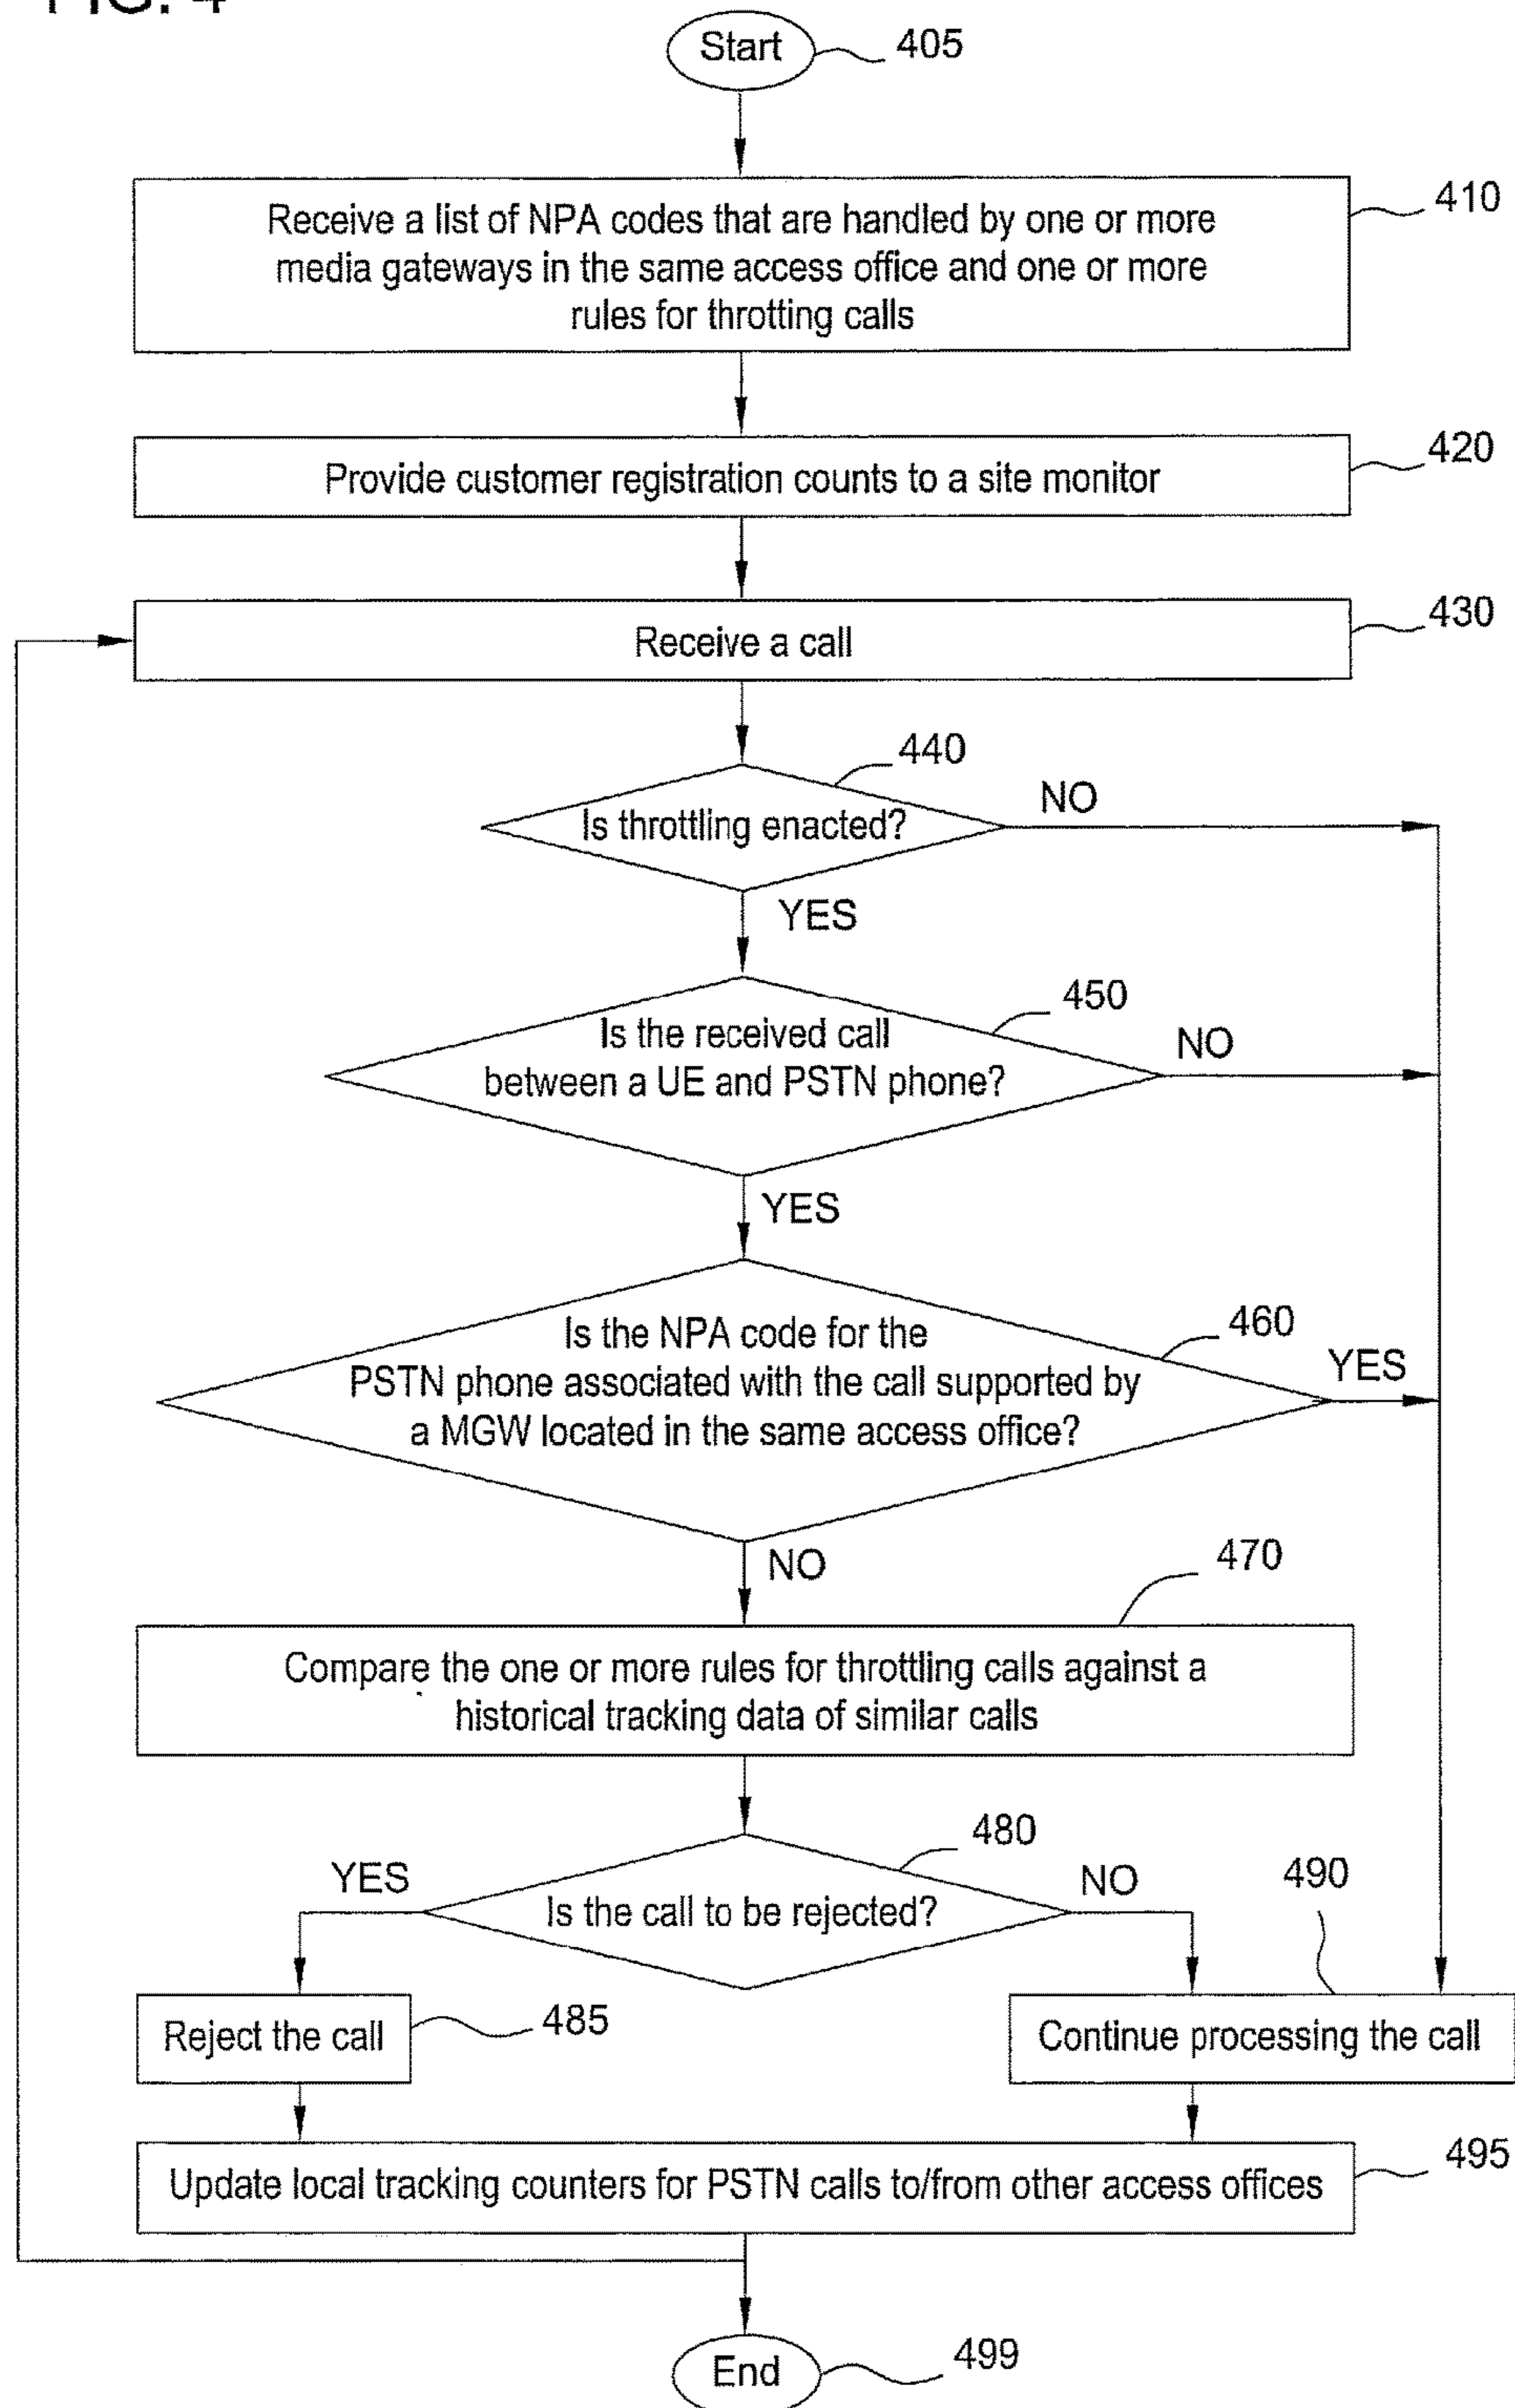 FIG. 4
Start
405
Receive a list of NPA codes that are handled by one or more
media gateways in the same access office and one or more
rules for throtting calls
410
Provide customer registration counts to a site monitor
420
Receive a call
430
440
Is throttling enacted?
NO
YES
450
Is the received call
between a UE and PSTN phone?
NO
YES
460
Is the NPA code for the
PSTN phone associated with the call supported by
a MGW located in the same access office?
YES
NO
470
Compare the one or more rules for throttling calls against a
historical tracking data of similar calls
480
YES
Is the call to be rejected?
NO
490
Reject the call
485
Continue processing the call
Update local tracking counters for PSTN calls to/from other access offices
495
End
499